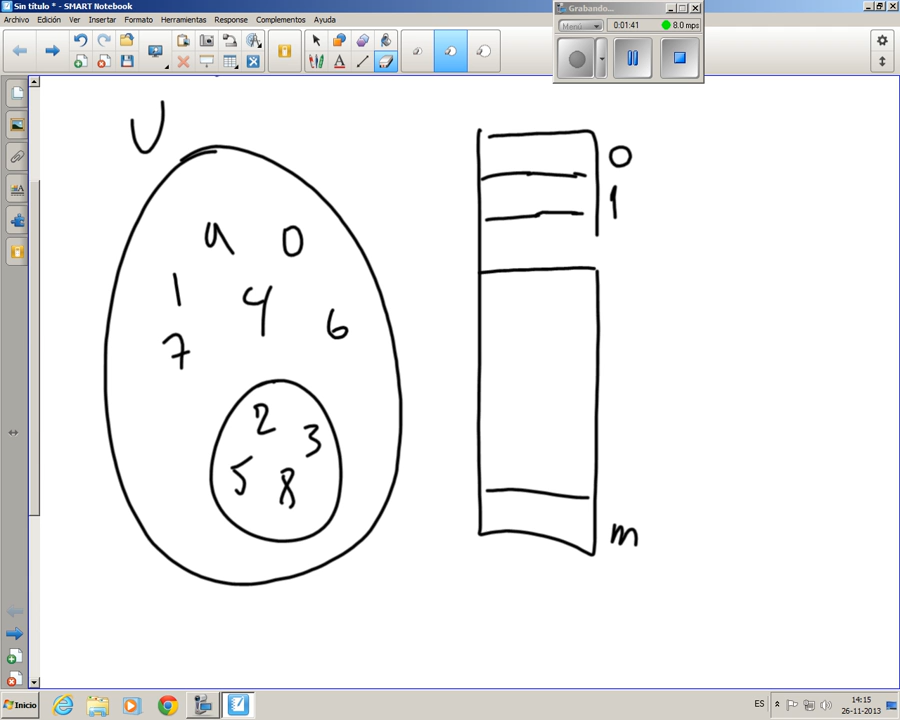 Sin título * - SMART Notebook
Archivo Edición Ver Insertar Formato Herramientas Response Complementos Ayuda
Grabando...
Menú 0:01:41 8.0 mps
U
9 0
1 4 6
7
2 3
5 8
0
1
m
Inicio
ES
14:15
26-11-2013